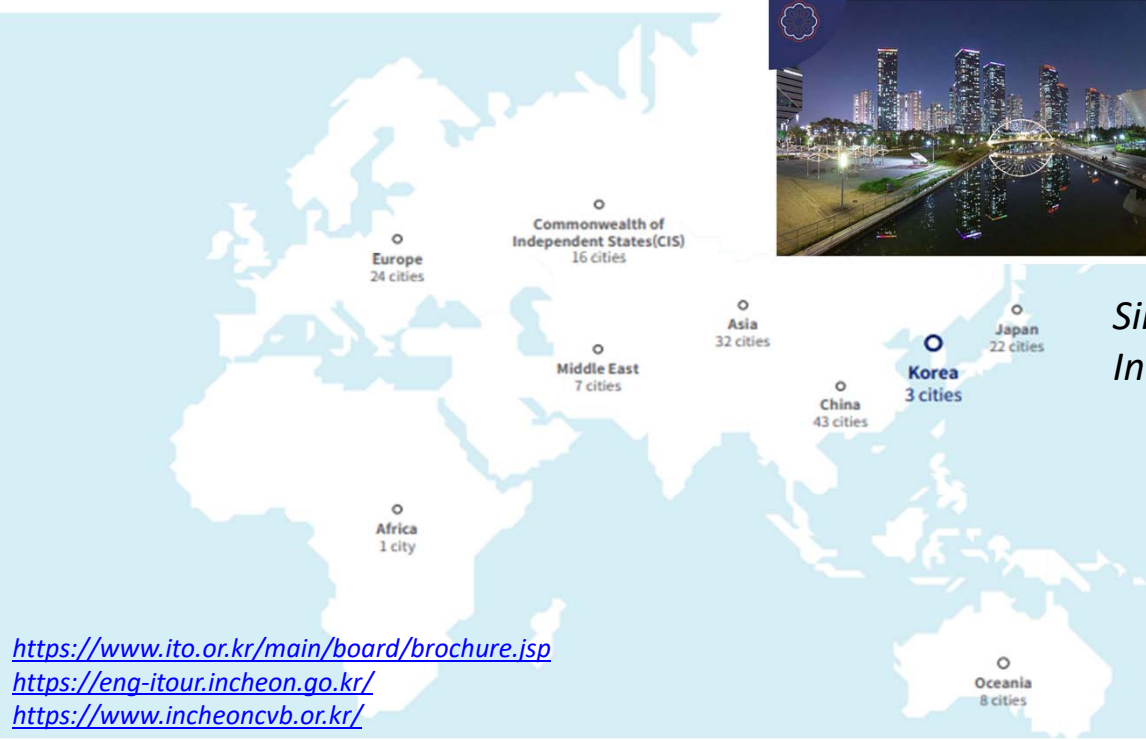 Commonwealth of
Independent States(CIS)
16 cities
Europe
24 cities
Asia
32 cities
Japan
22 cities
Middle East
7 cities
Korea
3 cities
China
43 cities
Africa
1 city
Oceania
8 cities
In
https://www.ito.or.kr/main/board/brochure.jsp
https://eng-itour.incheon.go.kr/
https://www.incheoncvb.or.kr/